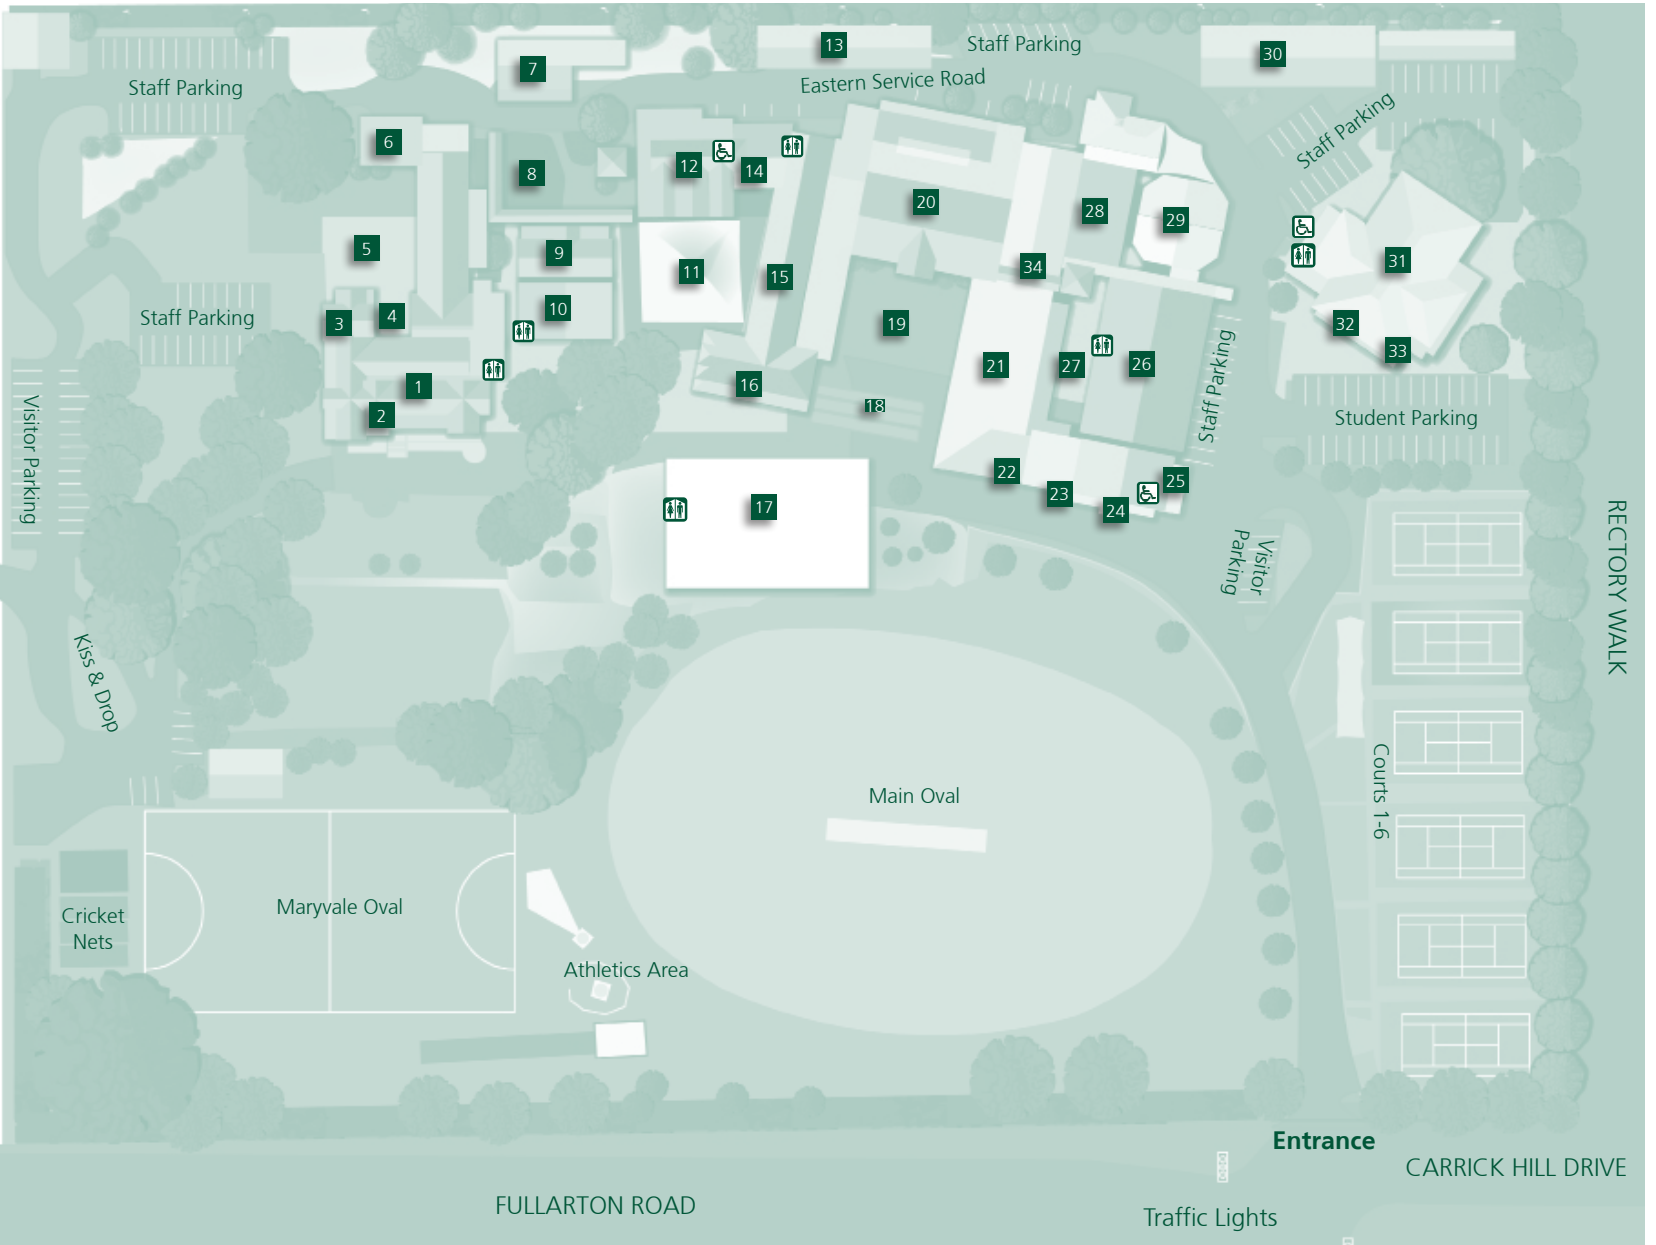 13
Staff Parking
30
7
Eastern Service Road
Staff Parking
Staff Parking
6
12
14
8
20
28
29
5
9
11
15
34
31
Staff Parking
3
4
10
19
32
33
1
2
16
18
21
27
26
Staff Parking
Student Parking
Visitor Parking
22
23
24
25
17
Visitor
Parking
RECTORY WALK
Kiss & Drop
Courts 1-6
Main Oval
Maryvale Oval
Cricket
Nets
Athletics Area
Entrance
CARRICK HILL DRIVE
FULLARTON ROAD
Traffic Lights